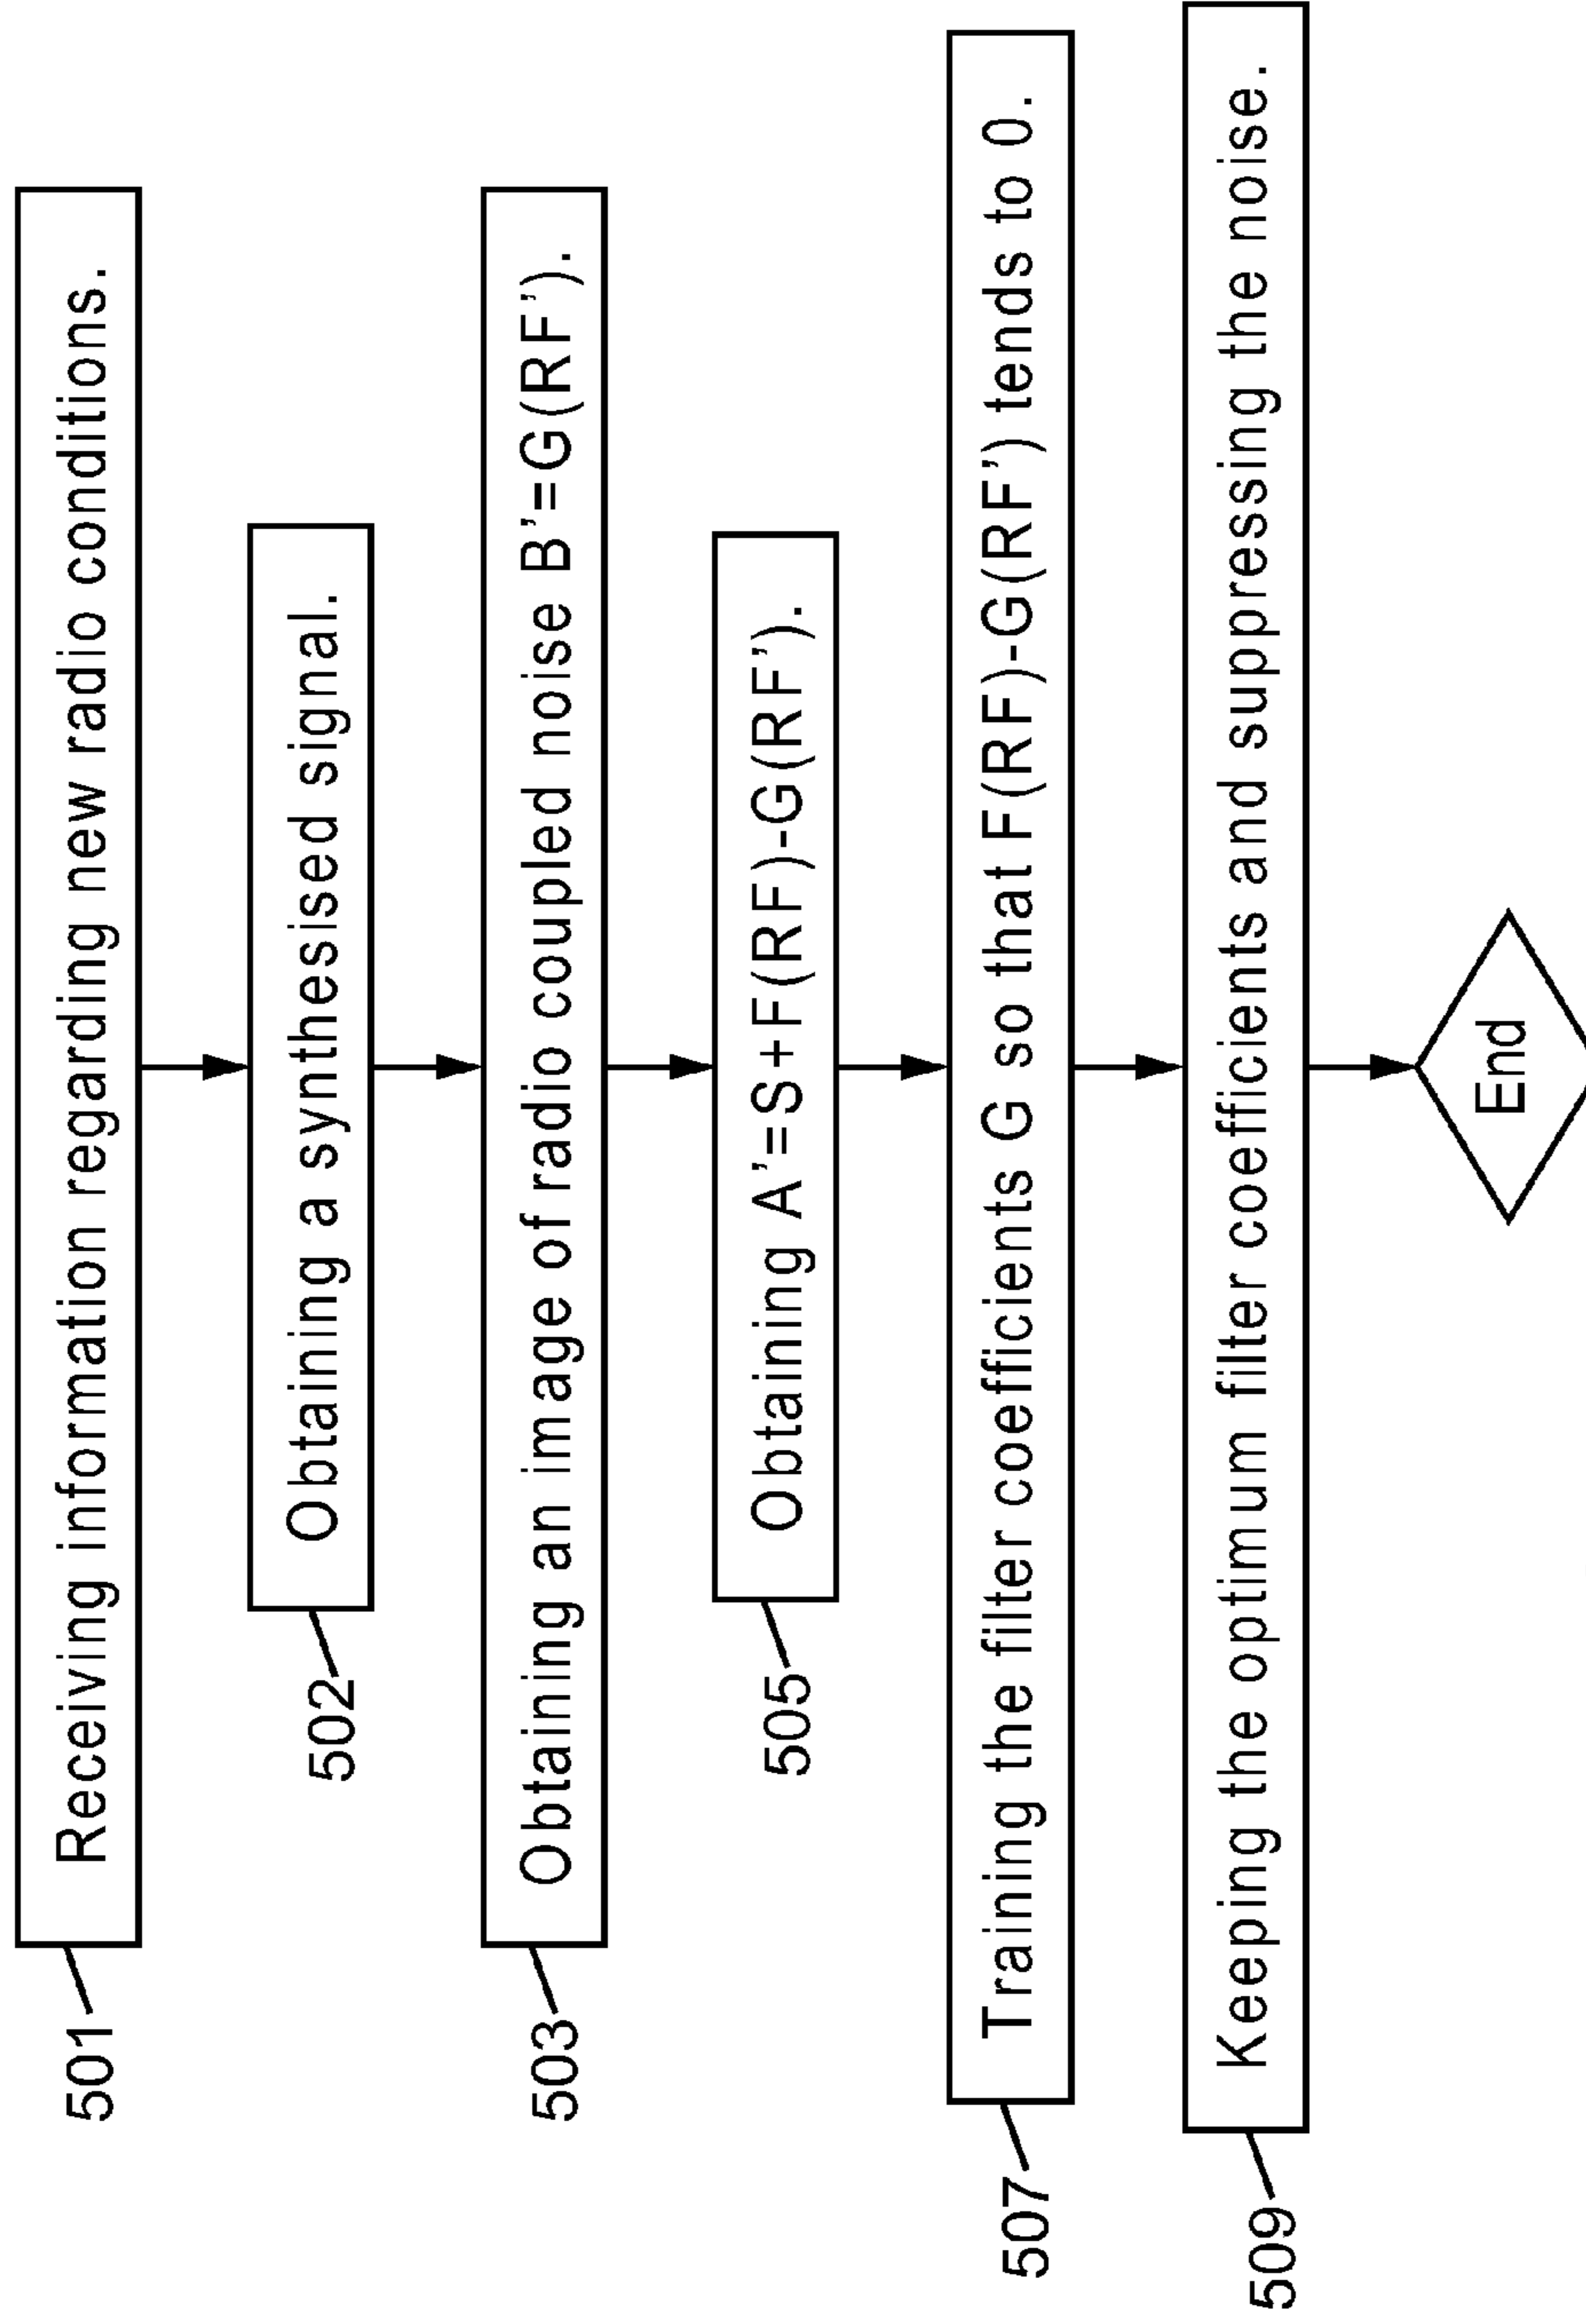 501
Receiving information regarding new radio conditions.
502
Obtaining a synthesised signal.
503
Obtaining an image of radio coupled noise B'=G(RF').
505
Obtaining A'=S+F(RF)-G(RF').
507
Training the filter coefficients G so that F(RF)-G(RF') tends to 0.
509
Keeping the optimum filter coefficients and suppressing the noise.
End